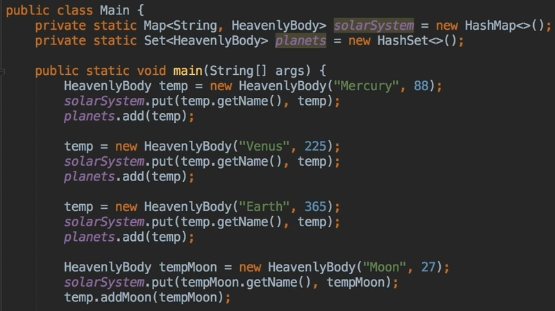 public class Main {
private static Map<String, HeavenlyBody> solarSystem = new HashMap<>();
private static Set<HeavenlyBody> planets = new HashSet<>();
public static void main(String[] args) {
HeavenlyBody temp = new HeavenlyBody("Mercury", 88);
solarSystem.put(temp.getName(), temp);
planets.add(temp);
temp = new HeavenlyBody("Venus", 225);
solarSystem.put(temp.getName(), temp);
planets.add(temp);
temp = new HeavenlyBody("Earth", 365);
solarSystem.put(temp.getName(), temp);
planets.add(temp);
HeavenlyBody tempMoon = new HeavenlyBody("Moon", 27);
solarSystem.put(tempMoon.getName(), tempMoon);
temp.addMoon(tempMoon);